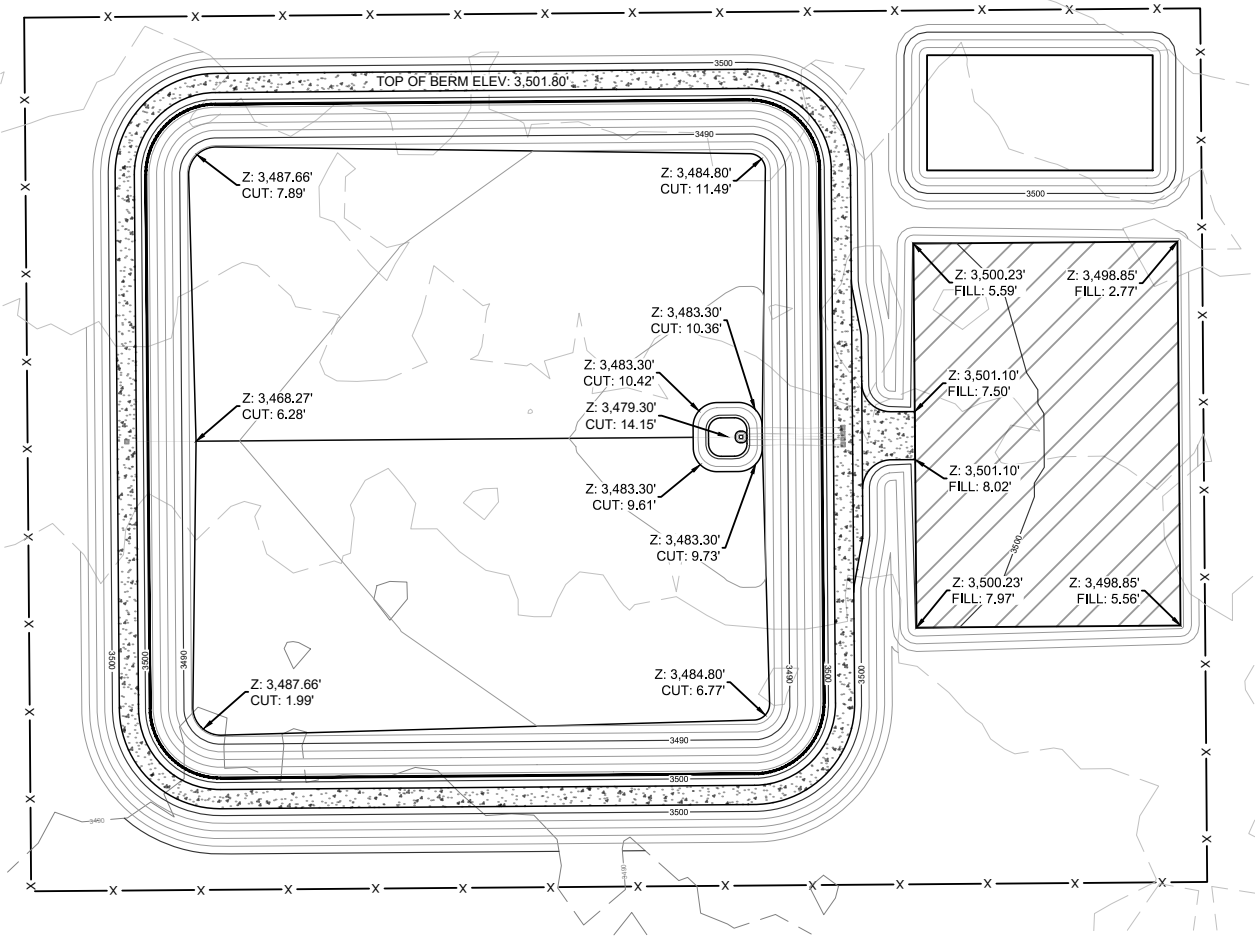 X X X X X X X X X X X X X
3500
TOP OF BERM ELEV: 3,501.80'
3490
Z: 3,487.66'
CUT: 7.89'
Z: 3,484.80'
CUT: 11.49'
3500
Z: 3,500.23'
FILL: 5.59'
Z: 3,498.85'
FILL: 2.77'
Z: 3,483.30'
CUT: 10.36'
Z: 3,483.30'
CUT: 10.42'
Z: 3,479.30'
CUT: 14.15'
Z: 3,468.27'
CUT: 6.28'
Z: 3,501.10'
FILL: 7.50'
Z: 3,501.10'
FILL: 8.02'
Z: 3,483.30'
CUT: 9.61'
Z: 3,483.30'
CUT: 9.73'
3500
Z: 3,500.23'
FILL: 7.97'
Z: 3,498.85'
FILL: 5.56'
3500
3500
3490
Z: 3,487.66'
CUT: 1.99'
Z: 3,484.80'
CUT: 6.77'
3490
3500
3500
3490
3500
3500
3490
3490
X X X X X X X X X X X X X X